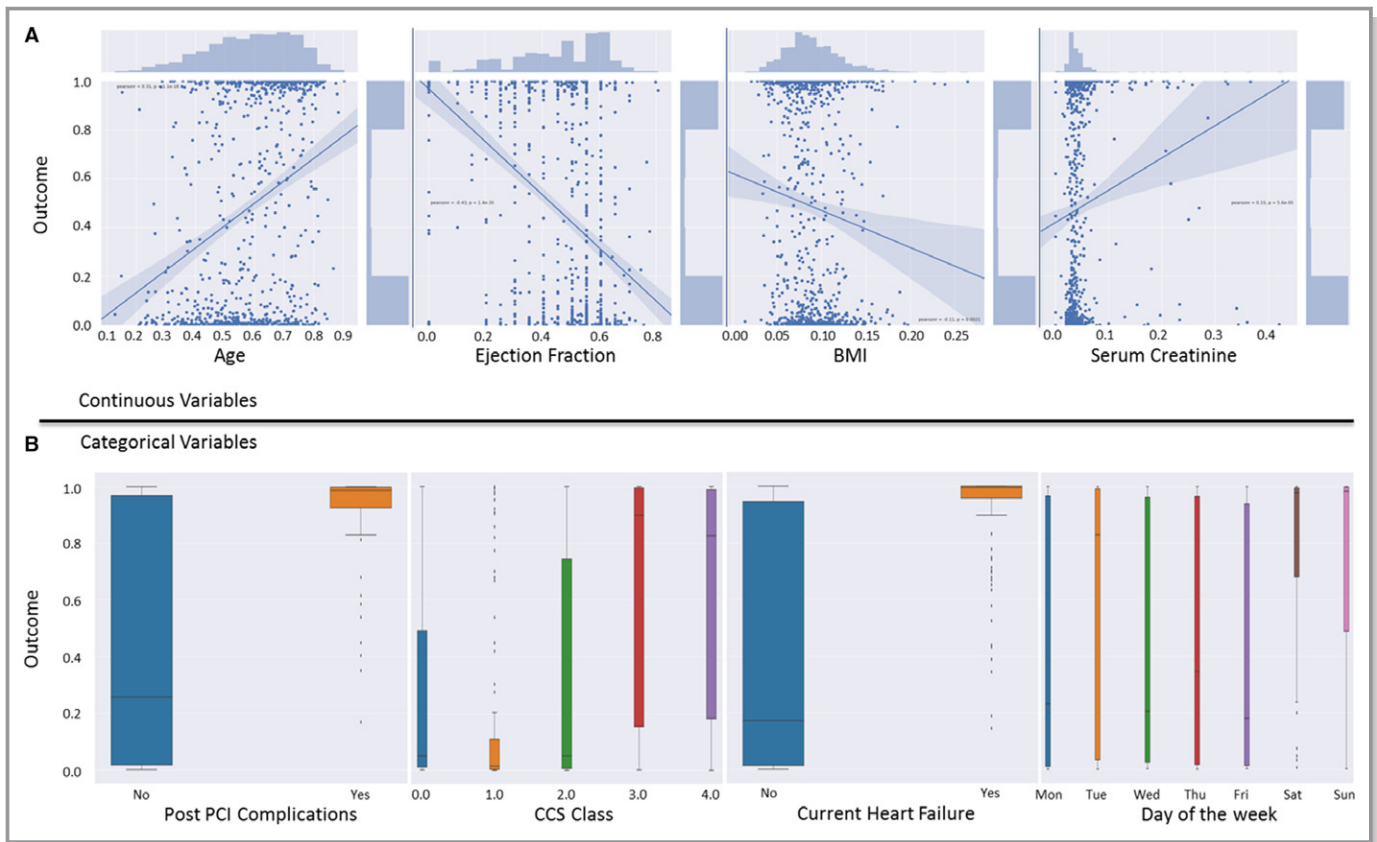 A
1.0
0.8
0.6
0.4
0.2
0.0
Outcome
0.1 0.2 0.3 0.4 0.5 0.6 0.7 0.8 0.9
Age
0.0 0.2 0.4 0.6 0.8
Ejection Fraction
pearsonr = -0.43, p = 1.4e-35
0.00 0.05 0.10 0.15 0.20 0.25
BMI
0.0 0.1 0.2 0.3 0.4
Serum Creatinine
Continuous Variables
B
Categorical Variables
1.0
0.8
0.6
0.4
0.2
0.0
Outcome
No Yes
Post PCI Complications
0.0 1.0 2.0 3.0 4.0
CCS Class
No Yes
Current Heart Failure
Mon Tue Wed Thu Fri Sat Sun
Day of the week